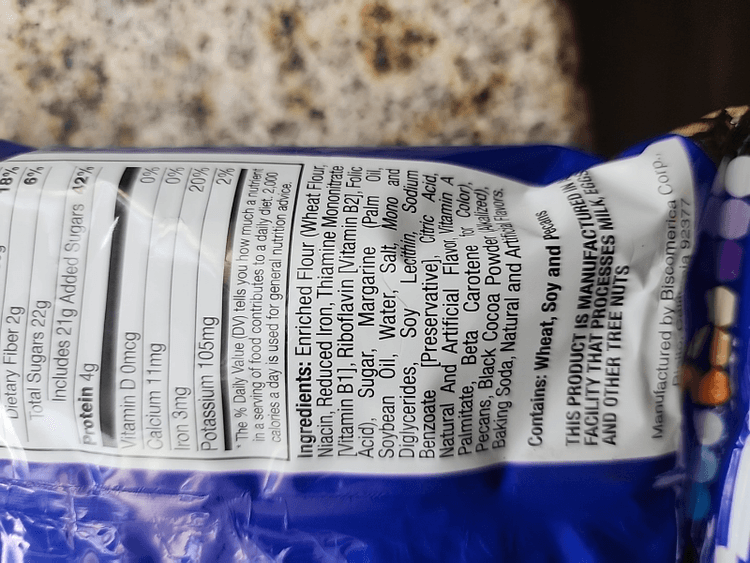 18%
Dietary Fiber 2g 6%
Total Sugars 22g
Includes 21g Added Sugars 42%
Protein 4g
Vitamin D 0mcg 0%
Calcium 11mg 0%
Iron 3mg 20%
Potassium 105mg 2%
* The % Daily Value (DV) tells you how much a nutrient
in a serving of food contributes to a daily diet. 2,000
calories a day is used for general nutrition advice.
Ingredients: Enriched Flour (Wheat Flour,
Niacin, Reduced Iron, Thiamine Mononitrate
[Vitamin B1], Riboflavin [Vitamin B2], Folic
Acid), Sugar, Margarine (Palm Oil,
Soybean Oil, Water, Salt, Mono and
Diglycerides, Soy Lecithin, Sodium
Benzoate [Preservative], Citric Acid,
Natural And Artificial Flavor, Vitamin A
Palmitate, Beta Carotene for Color),
Pecans, Black Cocoa Powder (Alkalized),
Baking Soda, Natural and Artificial Flavors.
Contains: Wheat, Soy and Pecans
THIS PRODUCT IS MANUFACTURED IN
FACILITY THAT PROCESSES MILK, EGGS
AND OTHER TREE NUTS
Manufactured by Biscomerica Corp.,
92377